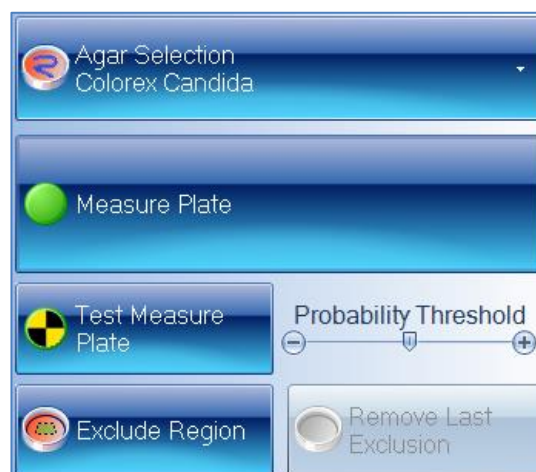 Agar Selection
Colorex Candida
Measure Plate
Test Measure
Plate
Probability Threshold
Exclude Region
Remove Last
Exclusion